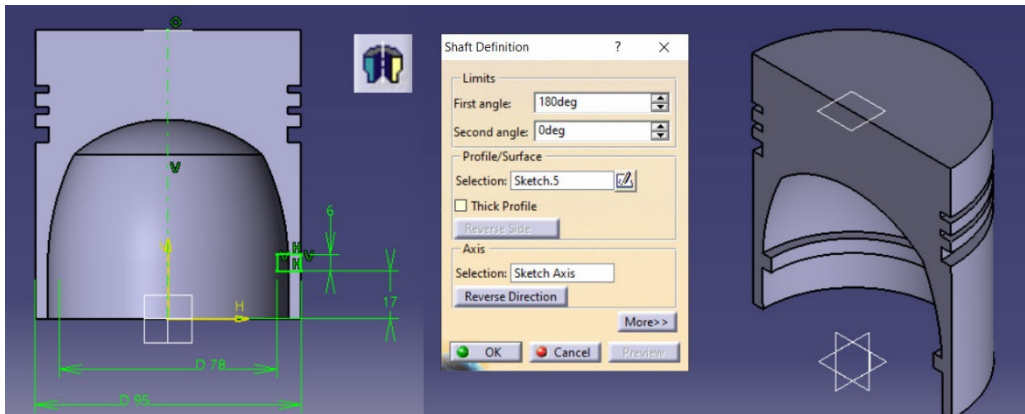 V
H
H
V
V
6
17
H
D 78
D 95
Shaft Definition ? ×
Limits
First angle: 180deg
Second angle: 0deg
Profile/Surface
Selection: Sketch.5
Thick Profile
Reverse Side
Axis
Selection: Sketch Axis
Reverse Direction
More>>
OK Cancel Preview